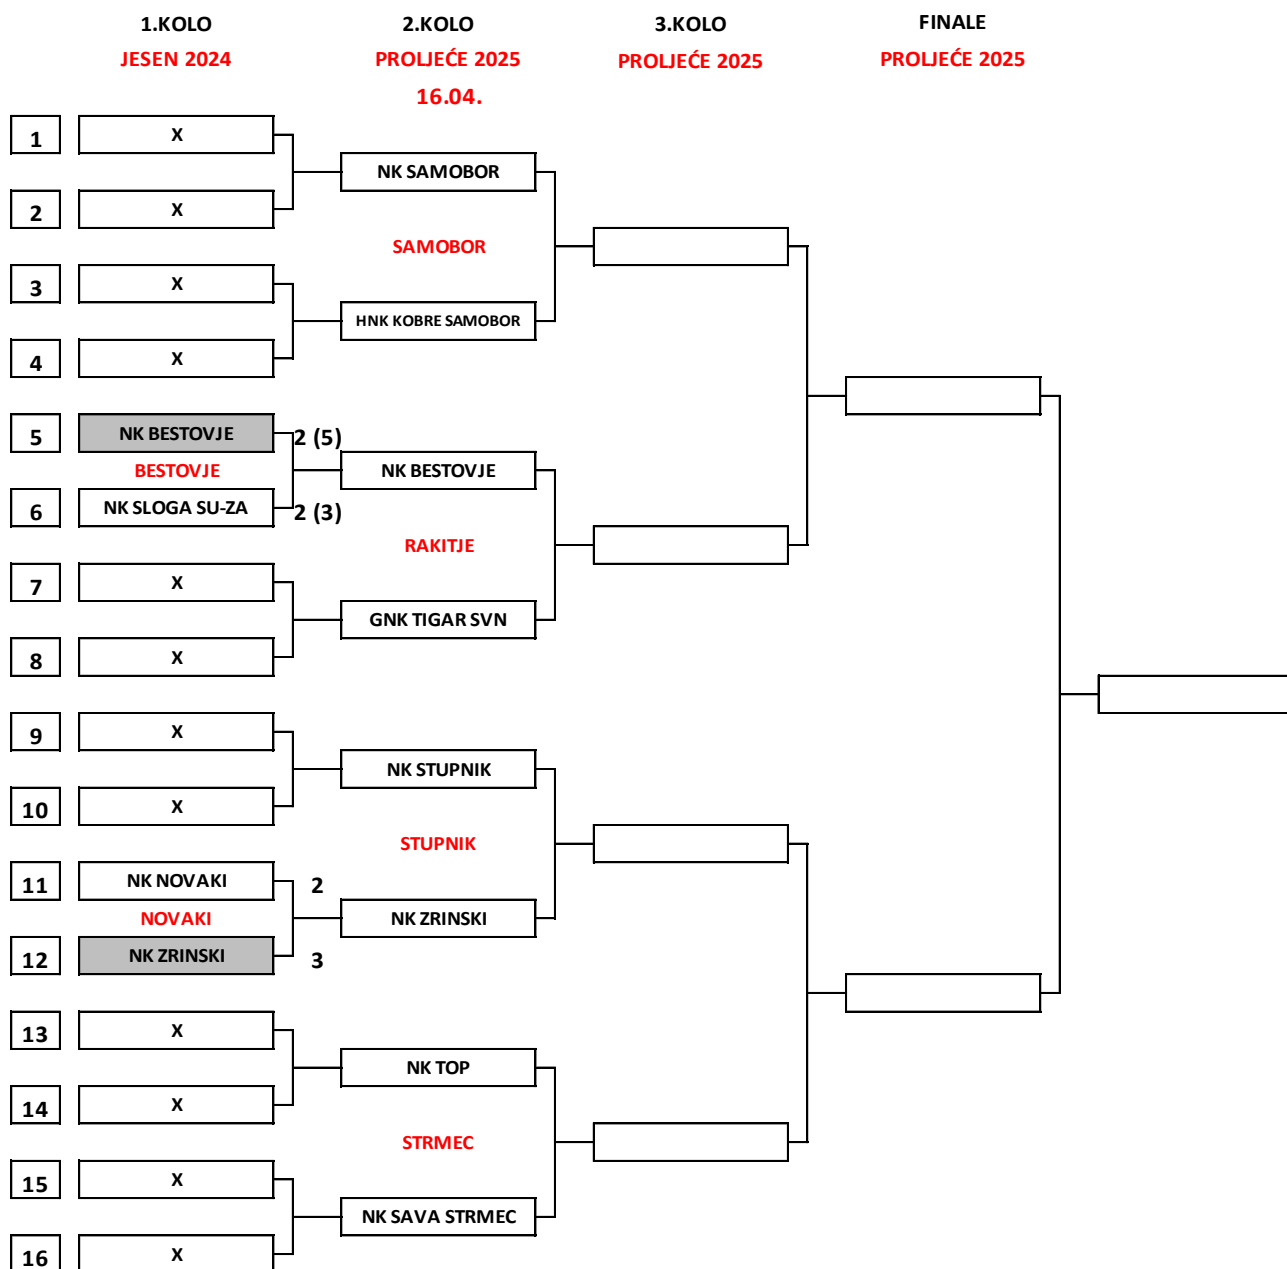 1.KOLO
2.KOLO
3.KOLO
FINALE
JESEN 2024
PROLJEĆE 2025
PROLJEĆE 2025
PROLJEĆE 2025
16.04.
1
X
NK SAMOBOR
2
X
SAMOBOR
3
X
HNK KOBRE SAMOBOR
4
X
5
NK BESTOVJE
2 (5)
BESTOVJE
NK BESTOVJE
6
NK SLOGA SU-ZA
2 (3)
RAKITJE
7
X
GNK TIGAR SVN
8
X
9
X
NK STUPNIK
10
X
STUPNIK
11
NK NOVAKI
2
NOVAKI
NK ZRINSKI
12
NK ZRINSKI
3
13
X
NK TOP
14
X
STRMEC
15
X
NK SAVA STRMEC
16
X